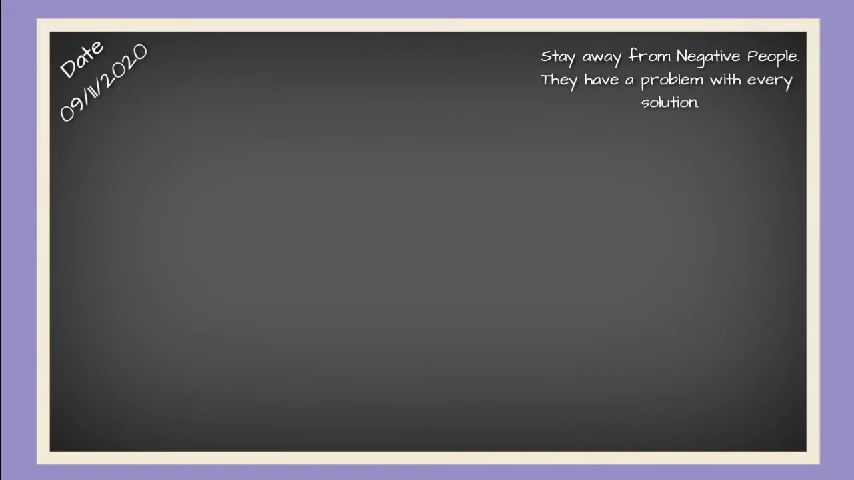 Date
09/11/2020
Stay away from Negative People.
They have a problem with every
solution.